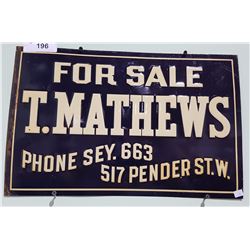 196
FOR SALE
T. MATHEWS
PHONE SEY. 663
517 PENDER ST. W.